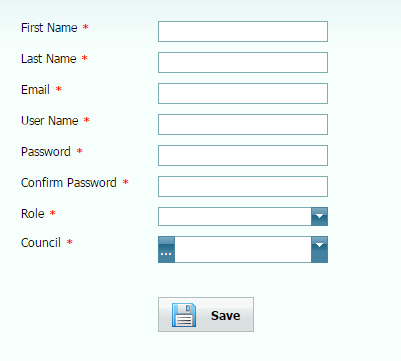 First Name *
Last Name *
Email *
User Name *
Password *
Confirm Password *
Role *
Council *
...
Save